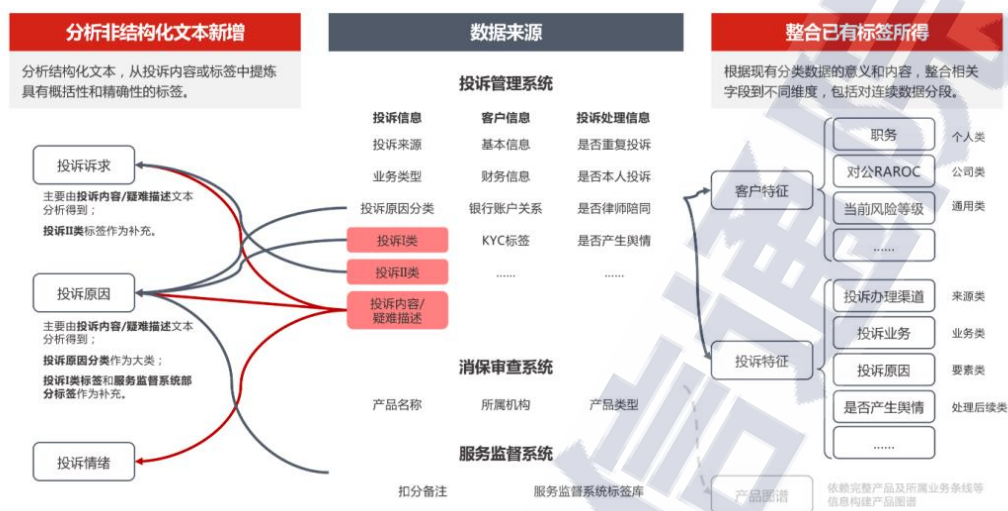 分析非结构化文本新增
分析结构化文本，从投诉内容或标签中提炼
具有概括性和精确性的标签。
投诉诉求
主要由投诉内容/疑难描述文本
分析得到；
投诉II类标签作为补充。
投诉原因
主要由投诉内容/疑难描述文本
分析得到；
投诉原因分类作为大类；
投诉I类标签和服务监督系统部
分标签作为补充。
投诉情绪
数据来源
投诉管理系统
投诉信息 客户信息 投诉处理信息
投诉来源 基本信息 是否重复投诉
业务类型 财务信息 是否本人投诉
投诉原因分类 银行账户关系 是否律师陪同
投诉I类 KYC标签 是否产生舆情
投诉II类 ...... ......
投诉内容/
疑难描述
消保审查系统
产品名称 所属机构 产品类型
服务监督系统
扣分备注 服务监督系统标签库
整合已有标签所得
根据现有分类数据的意义和内容，整合相关
字段到不同维度，包括对连续数据分段。
客户特征
职务 个人类
对公RAROC 公司类
当前风险等级 通用类
......
投诉特征
投诉办理渠道 来源类
投诉业务 业务类
投诉原因 要素类
是否产生舆情 处理后续类
......
产品图谱
依赖完整产品及所属业务条线等
信息构建产品图谱
信通院